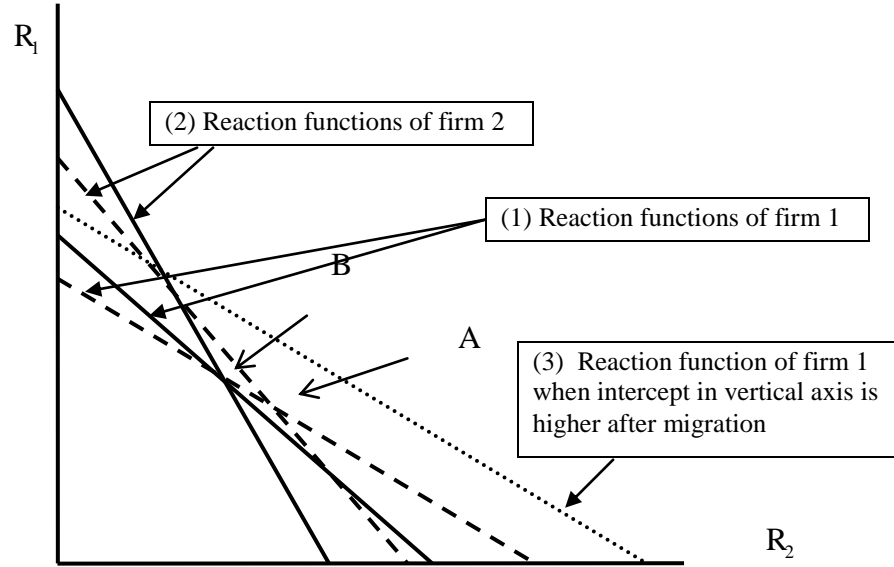 R1
(2) Reaction functions of firm 2
(1) Reaction functions of firm 1
B
A
(3) Reaction function of firm 1
when intercept in vertical axis is
higher after migration
R2